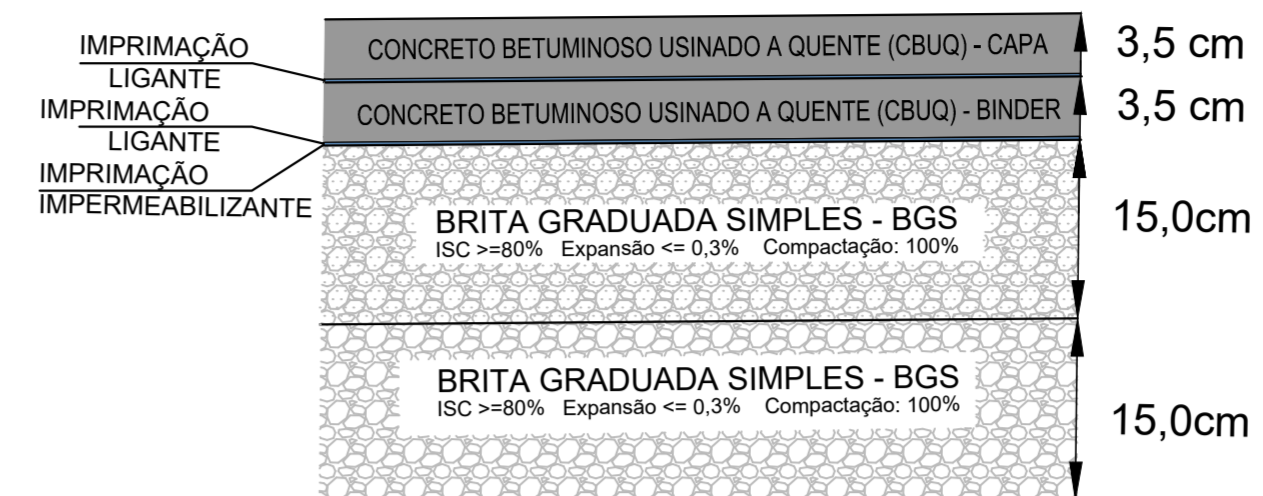 IMPRIMAÇÃO
LIGANTE
IMPRIMAÇÃO
LIGANTE
IMPRIMAÇÃO
IMPERMEABILIZANTE
CONCRETO BETUMINOSO USINADO A QUENTE (CBUQ) - CAPA
3,5 cm
CONCRETO BETUMINOSO USINADO A QUENTE (CBUQ) - BINDER
3,5 cm
BRITA GRADUADA SIMPLES - BGS
ISC >=80% Expansão <= 0,3% Compactação: 100%
15,0cm
BRITA GRADUADA SIMPLES - BGS
ISC >=80% Expansão <= 0,3% Compactação: 100%
15,0cm